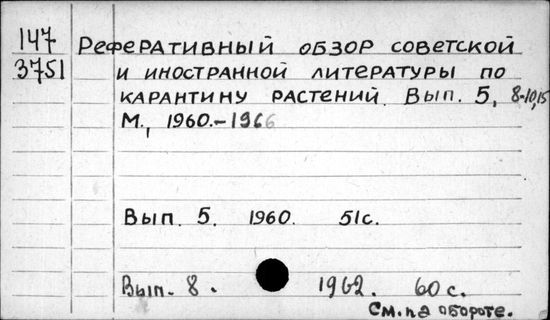 147
3751
Реферативный обзор советской
и иностранной литературы по
карантину растений. Вып. 5, 8-10,15
М., 1960.-1966
Вып. 5. 1960. 51с.
Вып. 8. 1962. 60 с.
См. на обороте.